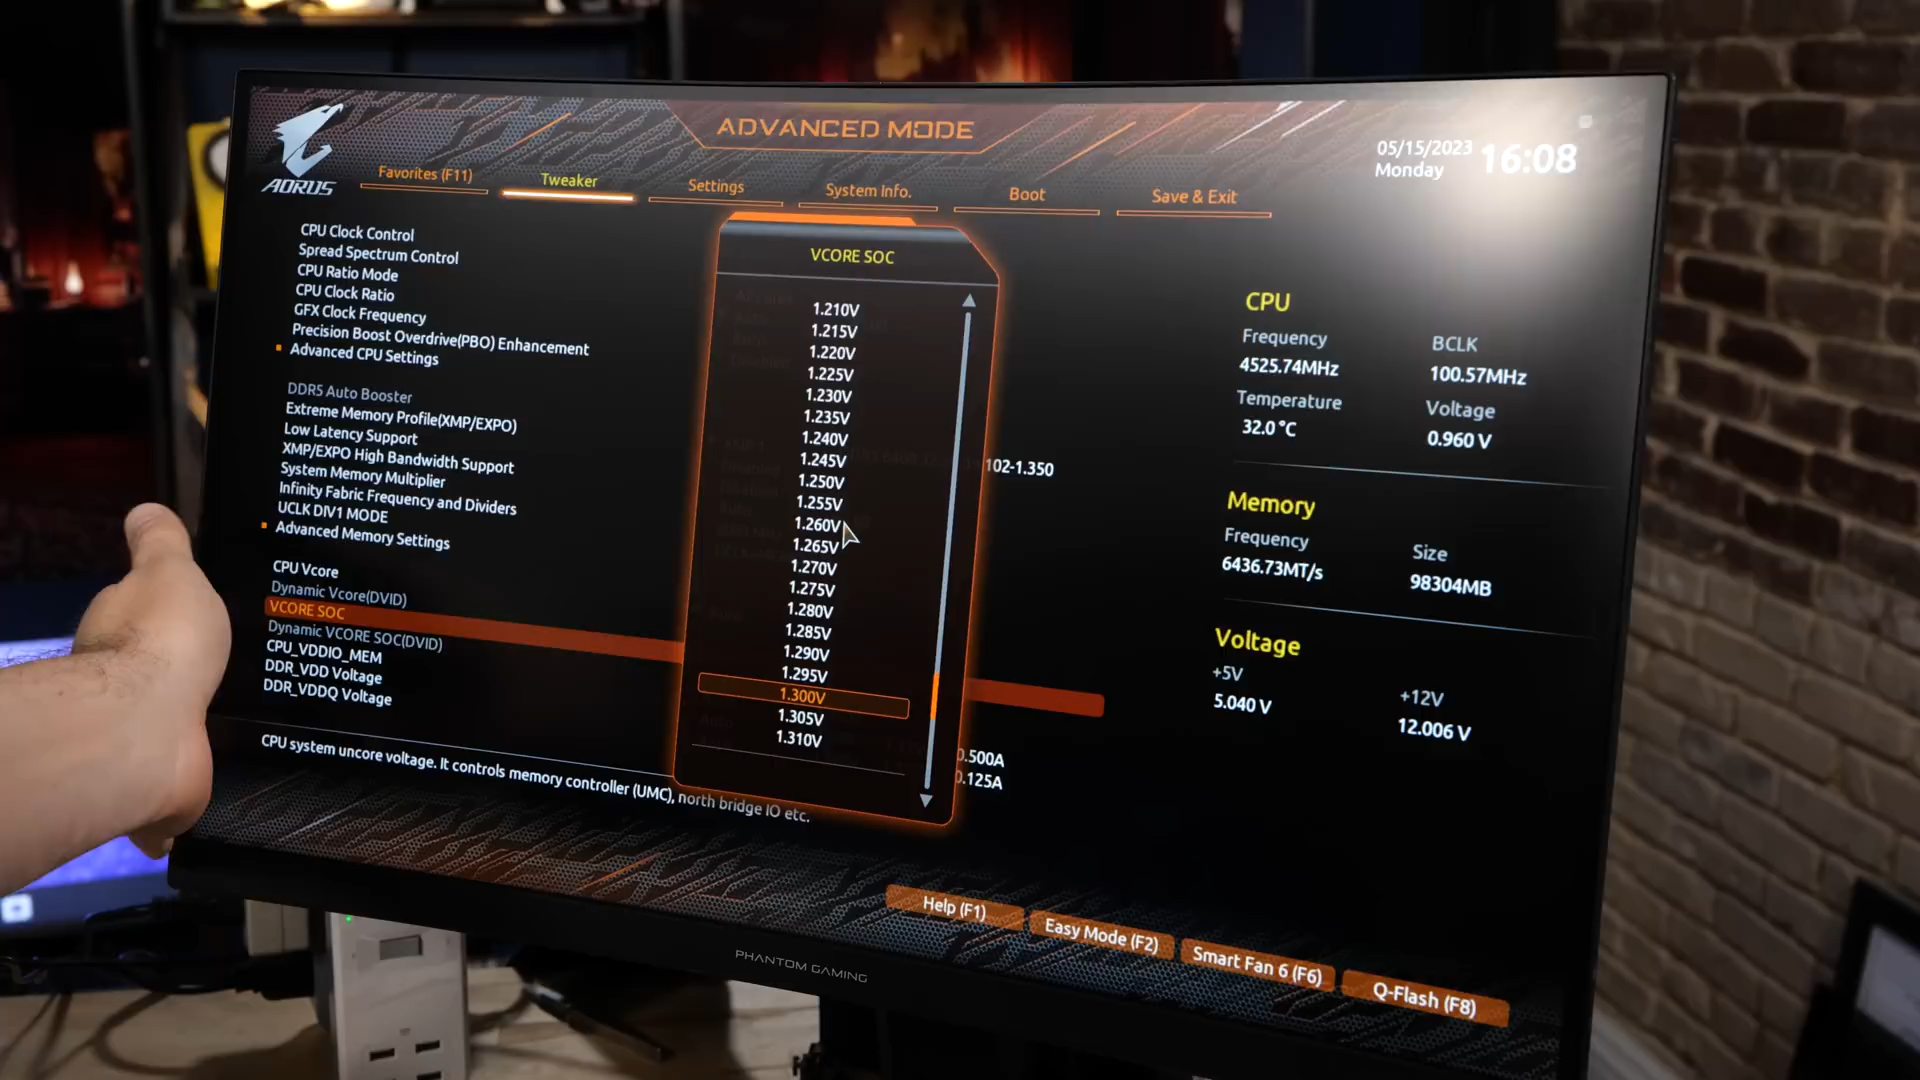 ADVANCED MODE
05/15/2023
Monday
16:08
AORUS
Favorites (F11)
Tweaker
Settings
System Info.
Boot
Save & Exit
CPU Clock Control
Spread Spectrum Control
CPU Ratio Mode
CPU Clock Ratio
GFX Clock Frequency
Precision Boost Overdrive(PBO) Enhancement
Advanced CPU Settings
DDR5 Auto Booster
Extreme Memory Profile(XMP/EXPO)
Low Latency Support
XMP/EXPO High Bandwidth Support
System Memory Multiplier
Infinity Fabric Frequency and Dividers
UCLK DIV1 MODE
Advanced Memory Settings
CPU Vcore
Dynamic Vcore(DVID)
VCORE SOC
Dynamic VCORE SOC(DVID)
CPU_VDDIO_MEM
DDR_VDD Voltage
DDR_VDDQ Voltage
VCORE SOC
1.210V
1.215V
1.220V
1.225V
1.230V
1.235V
1.240V
1.245V
1.250V
1.255V
1.260V
1.265V
1.270V
1.275V
1.280V
1.285V
1.290V
1.295V
1.300V
1.305V
1.310V
102-1.350
0.500A
0.125A
CPU
Frequency
BCLK
4525.74MHz
100.57MHz
Temperature
Voltage
32.0 °C
0.960 V
Memory
Frequency
Size
6436.73MT/s
98304MB
Voltage
+5V
+12V
5.040 V
12.006 V
CPU system uncore voltage. It controls memory controller (UMC), north bridge IO etc.
Help (F1)
Easy Mode (F2)
Smart Fan 6 (F6)
Q-Flash (F8)
PHANTOM GAMING